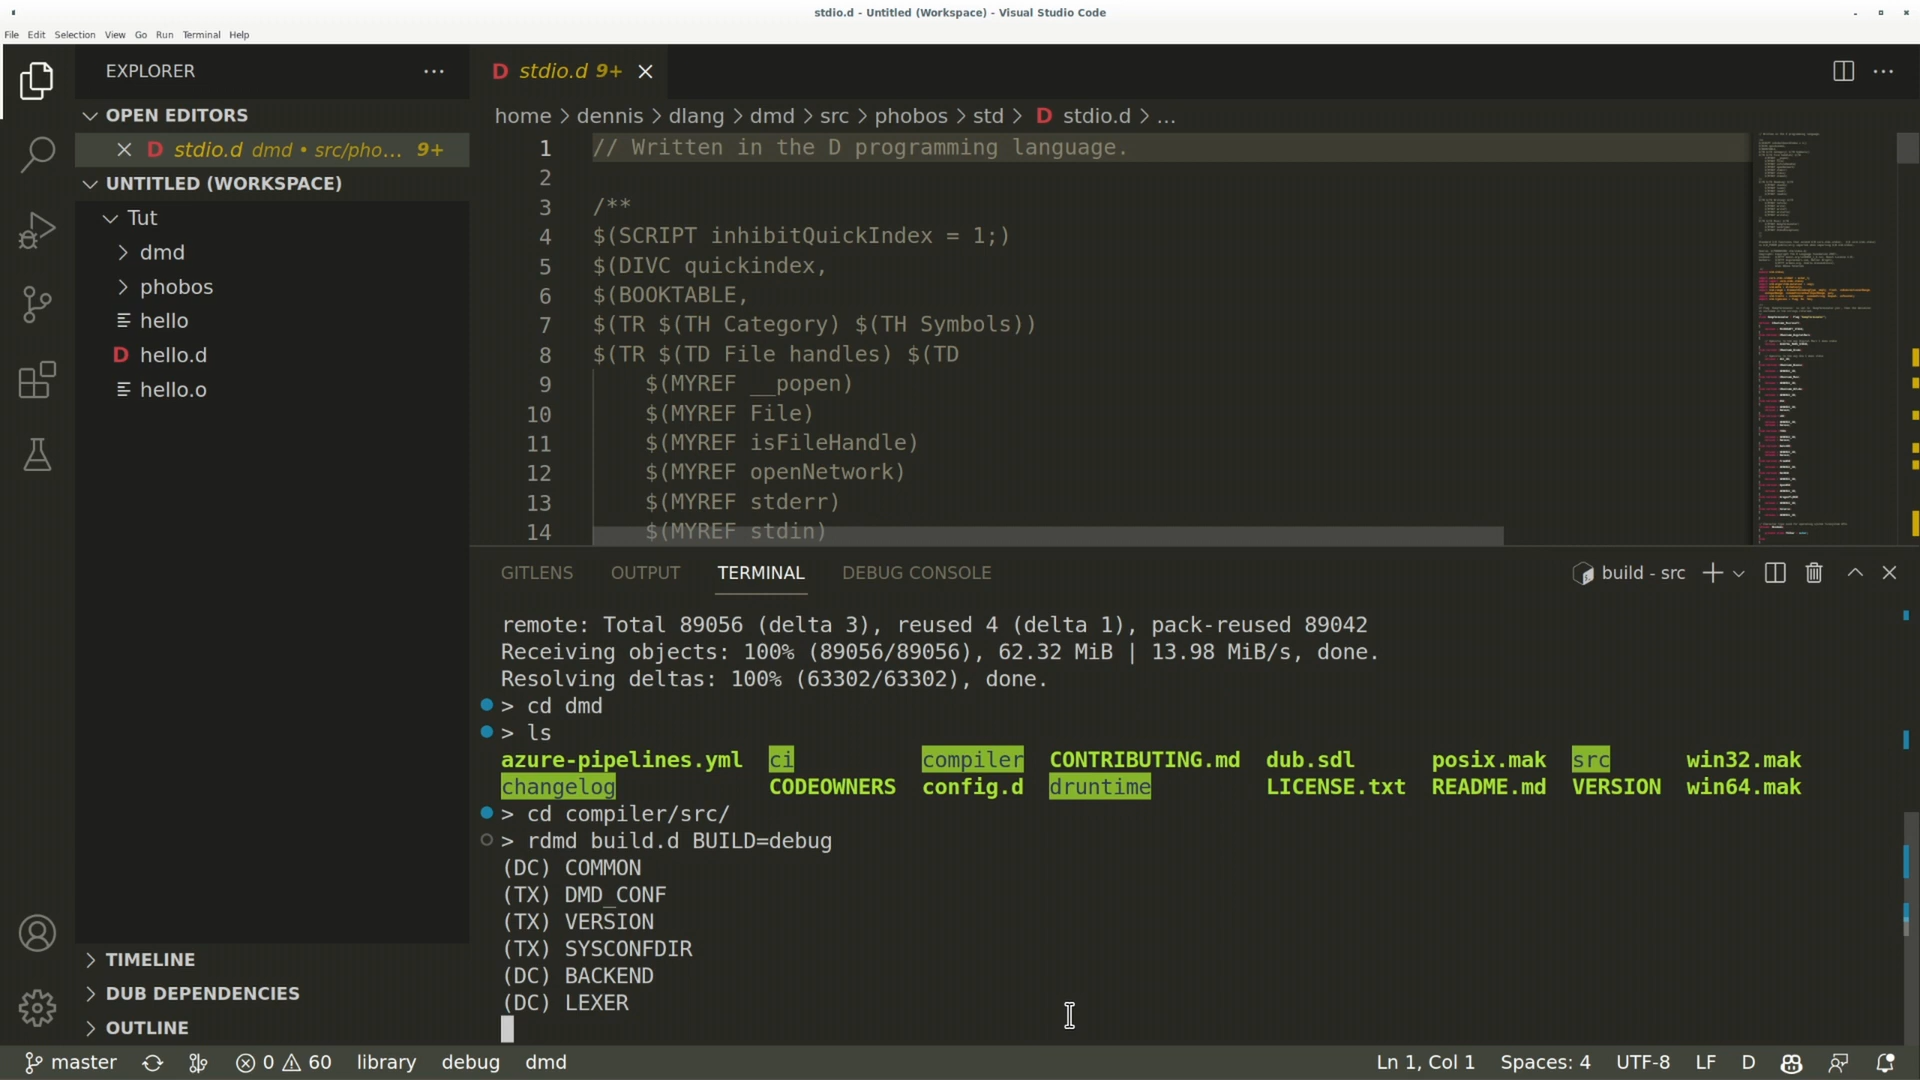 stdio.d - Untitled (Workspace) - Visual Studio Code
File Edit Selection View Go Run Terminal Help
EXPLORER
OPEN EDITORS
D stdio.d dmd • src/pho... 9+
UNTITLED (WORKSPACE)
Tut
dmd
phobos
hello
D hello.d
hello.o
TIMELINE
DUB DEPENDENCIES
OUTLINE
D stdio.d 9+
home > dennis > dlang > dmd > src > phobos > std > D stdio.d > ...
1 // Written in the D programming language.
2
3 /**
4 $(SCRIPT inhibitQuickIndex = 1;)
5 $(DIVC quickindex,
6 $(BOOKTABLE,
7 $(TR $(TH Category) $(TH Symbols))
8 $(TR $(TD File handles) $(TD
9 $(MYREF __popen)
10 $(MYREF File)
11 $(MYREF isFileHandle)
12 $(MYREF openNetwork)
13 $(MYREF stderr)
14 $(MYREF stdin)
GITLENS OUTPUT TERMINAL DEBUG CONSOLE build - src
remote: Total 89056 (delta 3), reused 4 (delta 1), pack-reused 89042
Receiving objects: 100% (89056/89056), 62.32 MiB | 13.98 MiB/s, done.
Resolving deltas: 100% (63302/63302), done.
> cd dmd
> ls
azure-pipelines.yml ci compiler CONTRIBUTING.md dub.sdl posix.mak src win32.mak
changelog CODEOWNERS config.d druntime LICENSE.txt README.md VERSION win64.mak
> cd compiler/src/
> rdmd build.d BUILD=debug
(DC) COMMON
(TX) DMD_CONF
(TX) VERSION
(TX) SYSCONFDIR
(DC) BACKEND
(DC) LEXER
master 0 60 library debug dmd Ln 1, Col 1 Spaces: 4 UTF-8 LF D